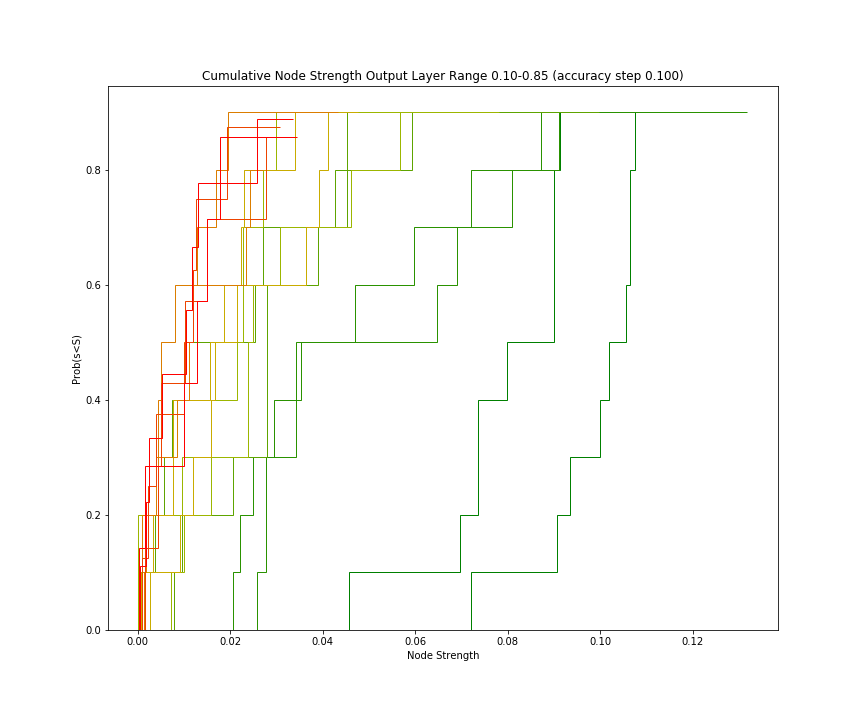 Cumulative Node Strength Output Layer Range 0.10-0.85 (accuracy step 0.100)
Prob(s<S)
0.8
0.6
0.4
0.2
0.0
0.00 0.02 0.04 0.06 0.08 0.10 0.12
Node Strength